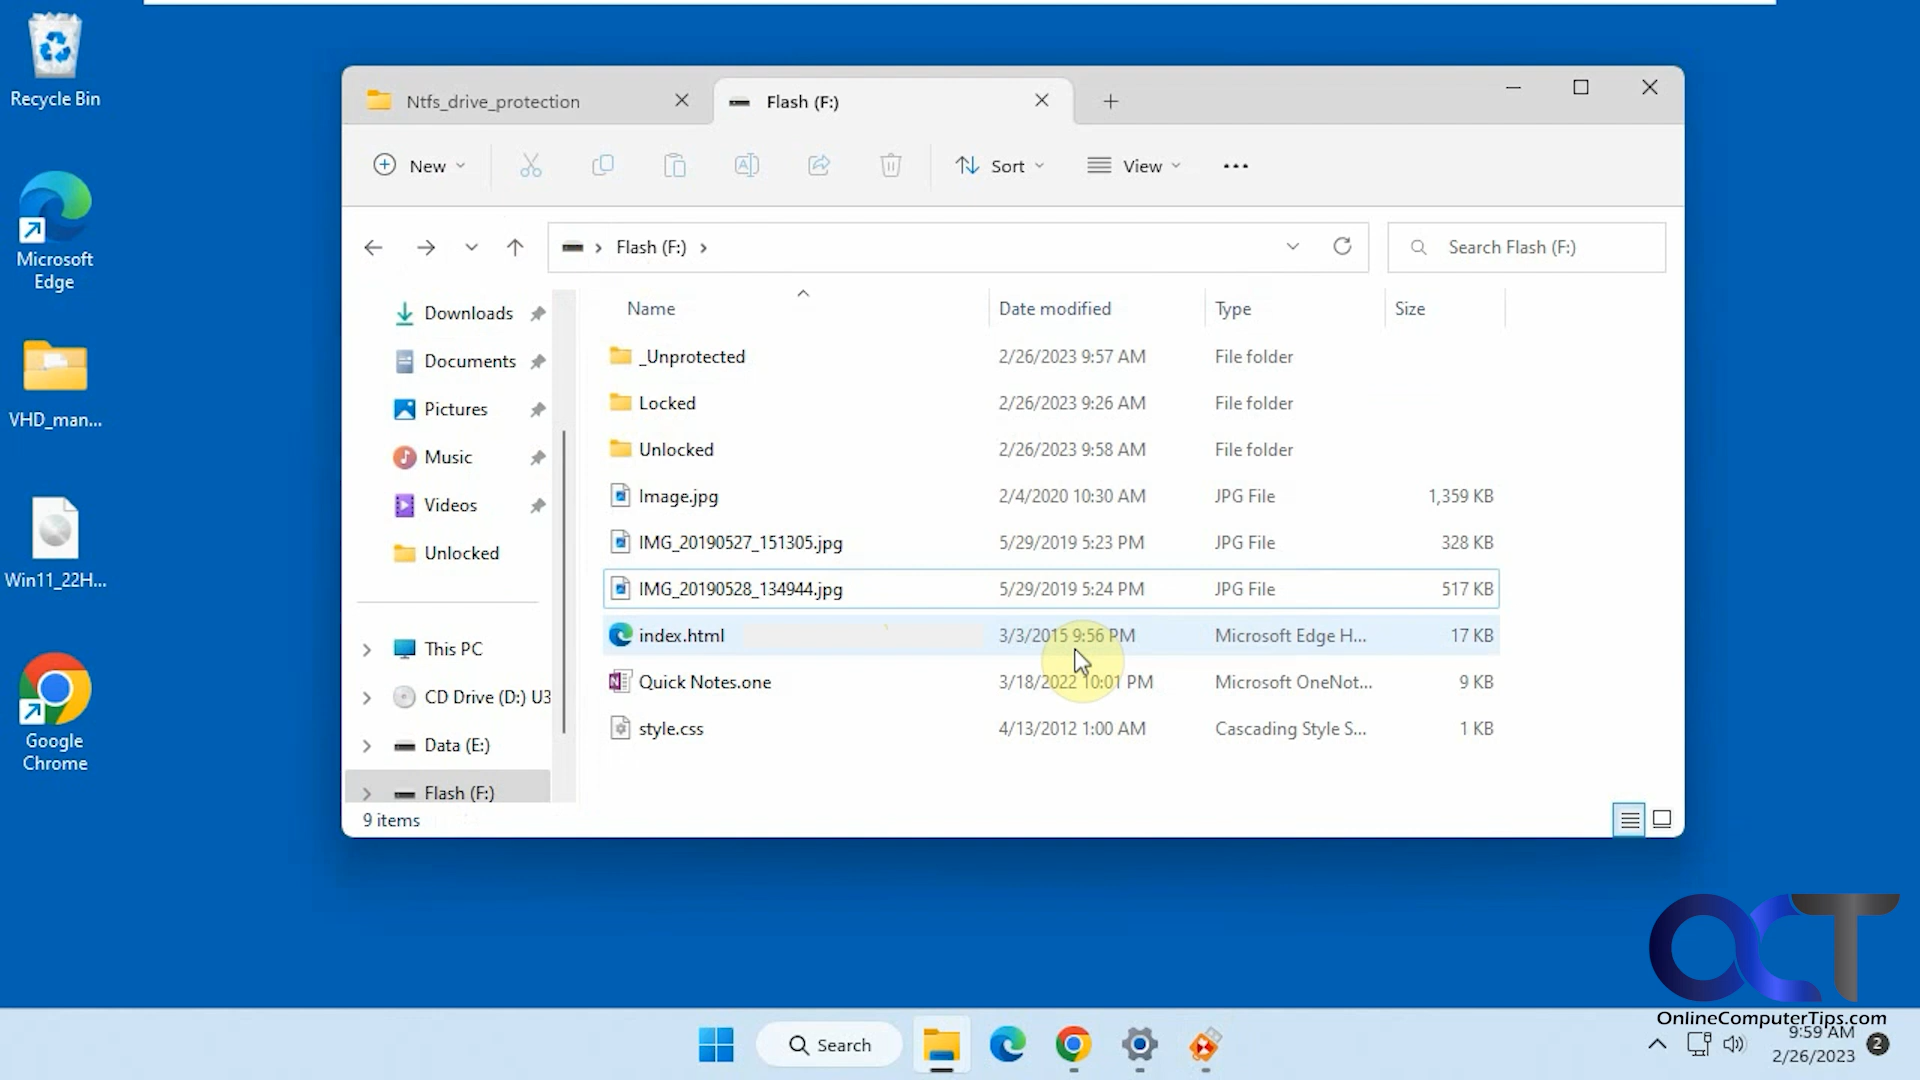 Recycle Bin
Microsoft
Edge
VHD_man...
Win11_22H...
Google
Chrome
Ntfs_drive_protection
Flash (F:)
New
Sort
View
Flash (F:)
Search Flash (F:)
Downloads
Documents
Pictures
Music
Videos
Unlocked
This PC
CD Drive (D:) U3
Data (E:)
Flash (F:)
Name Date modified Type Size
_Unprotected 2/26/2023 9:57 AM File folder
Locked 2/26/2023 9:26 AM File folder
Unlocked 2/26/2023 9:58 AM File folder
Image.jpg 2/4/2020 10:30 AM JPG File 1,359 KB
IMG_20190527_151305.jpg 5/29/2019 5:23 PM JPG File 328 KB
IMG_20190528_134944.jpg 5/29/2019 5:24 PM JPG File 517 KB
index.html 3/3/2015 9:56 PM Microsoft Edge H... 17 KB
Quick Notes.one 3/18/2022 10:01 PM Microsoft OneNot... 9 KB
style.css 4/13/2012 1:00 AM Cascading Style S... 1 KB
9 items
OCT
OnlineComputerTips.com
Search
9:59 AM
2/26/2023
2